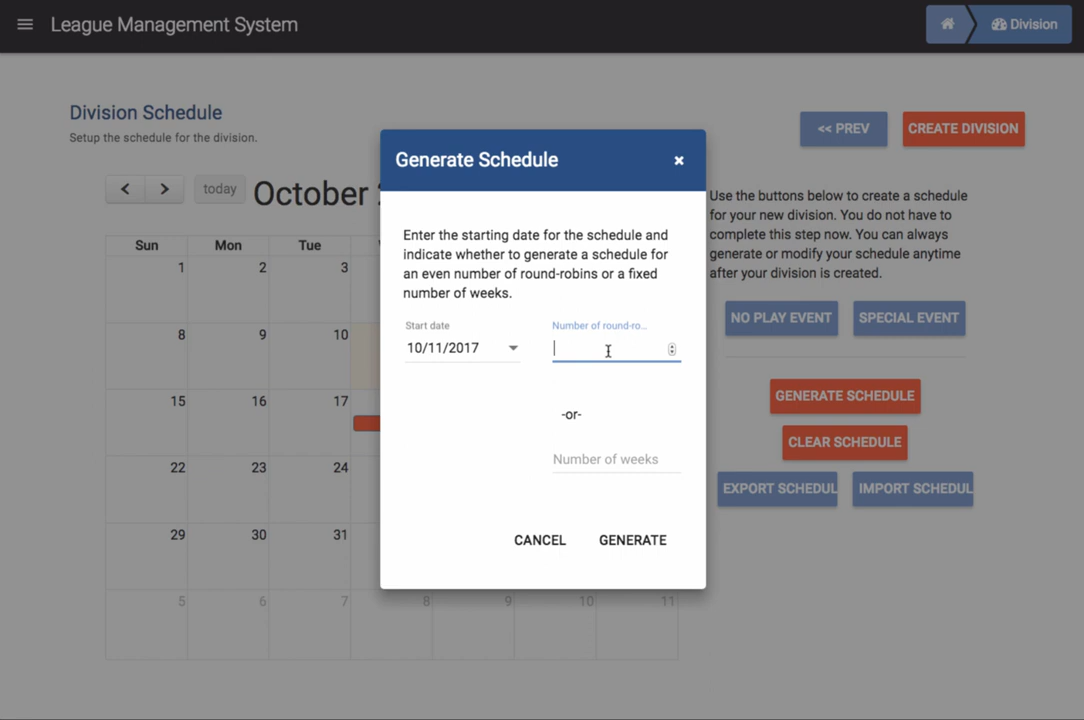 League Management System
Division
Division Schedule
Setup the schedule for the division.
<< PREV
CREATE DIVISION
today
October
Sun Mon Tue
1 2 3
8 9 10
15 16 17
22 23 24
29 30 31
5 6 7 8 9 10 11
Generate Schedule
×
Enter the starting date for the schedule and
indicate whether to generate a schedule for
an even number of round-robins or a fixed
number of weeks.
Start date
10/11/2017
Number of round-ro...
-or-
Number of weeks
CANCEL
GENERATE
Use the buttons below to create a schedule
for your new division. You do not have to
complete this step now. You can always
generate or modify your schedule anytime
after your division is created.
NO PLAY EVENT
SPECIAL EVENT
GENERATE SCHEDULE
CLEAR SCHEDULE
EXPORT SCHEDUL
IMPORT SCHEDUL